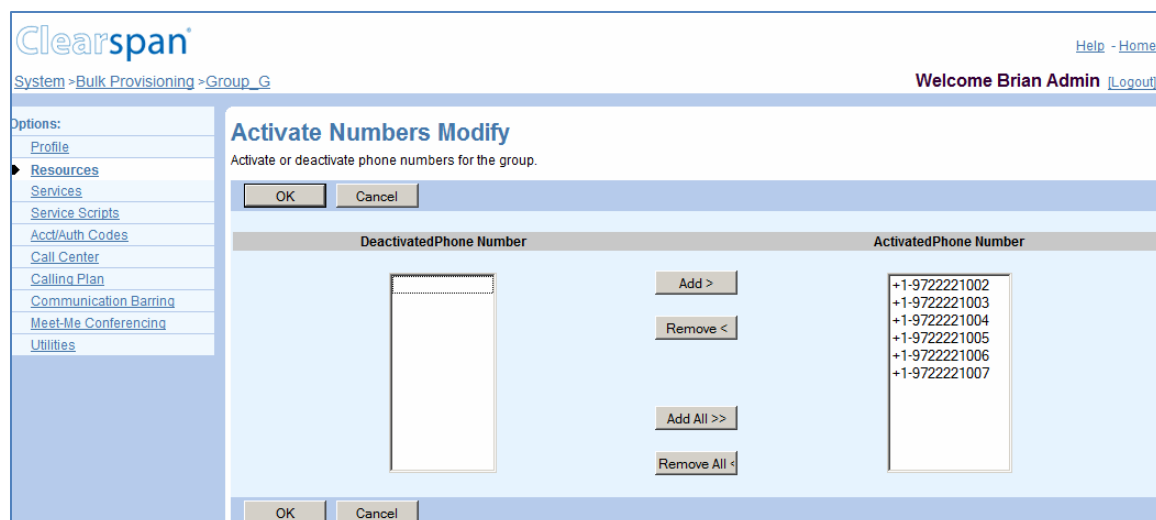 Clearspan
Help - Home
System >Bulk Provisioning >Group_G
Welcome Brian Admin [Logout]
Options:
Profile
Resources
Services
Service Scripts
Acct/Auth Codes
Call Center
Calling Plan
Communication Barring
Meet-Me Conferencing
Utilities
Activate Numbers Modify
Activate or deactivate phone numbers for the group.
OK Cancel
DeactivatedPhone Number ActivatedPhone Number
Add >
Remove <
Add All >>
Remove All <
+1-9722221002
+1-9722221003
+1-9722221004
+1-9722221005
+1-9722221006
+1-9722221007
OK Cancel